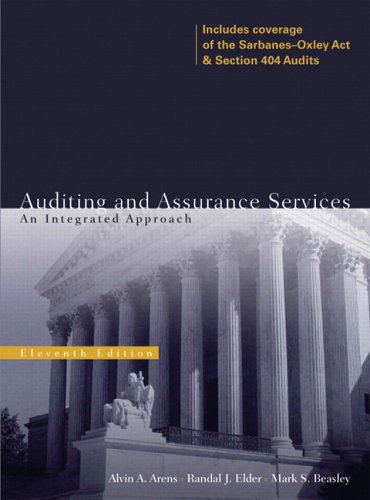 Includes coverage
of the Sarbanes–Oxley Act
& Section 404 Audits
Auditing and Assurance Services
An Integrated Approach
Eleventh Edition
Alvin A. Arens • Randal J. Elder • Mark S. Beasley